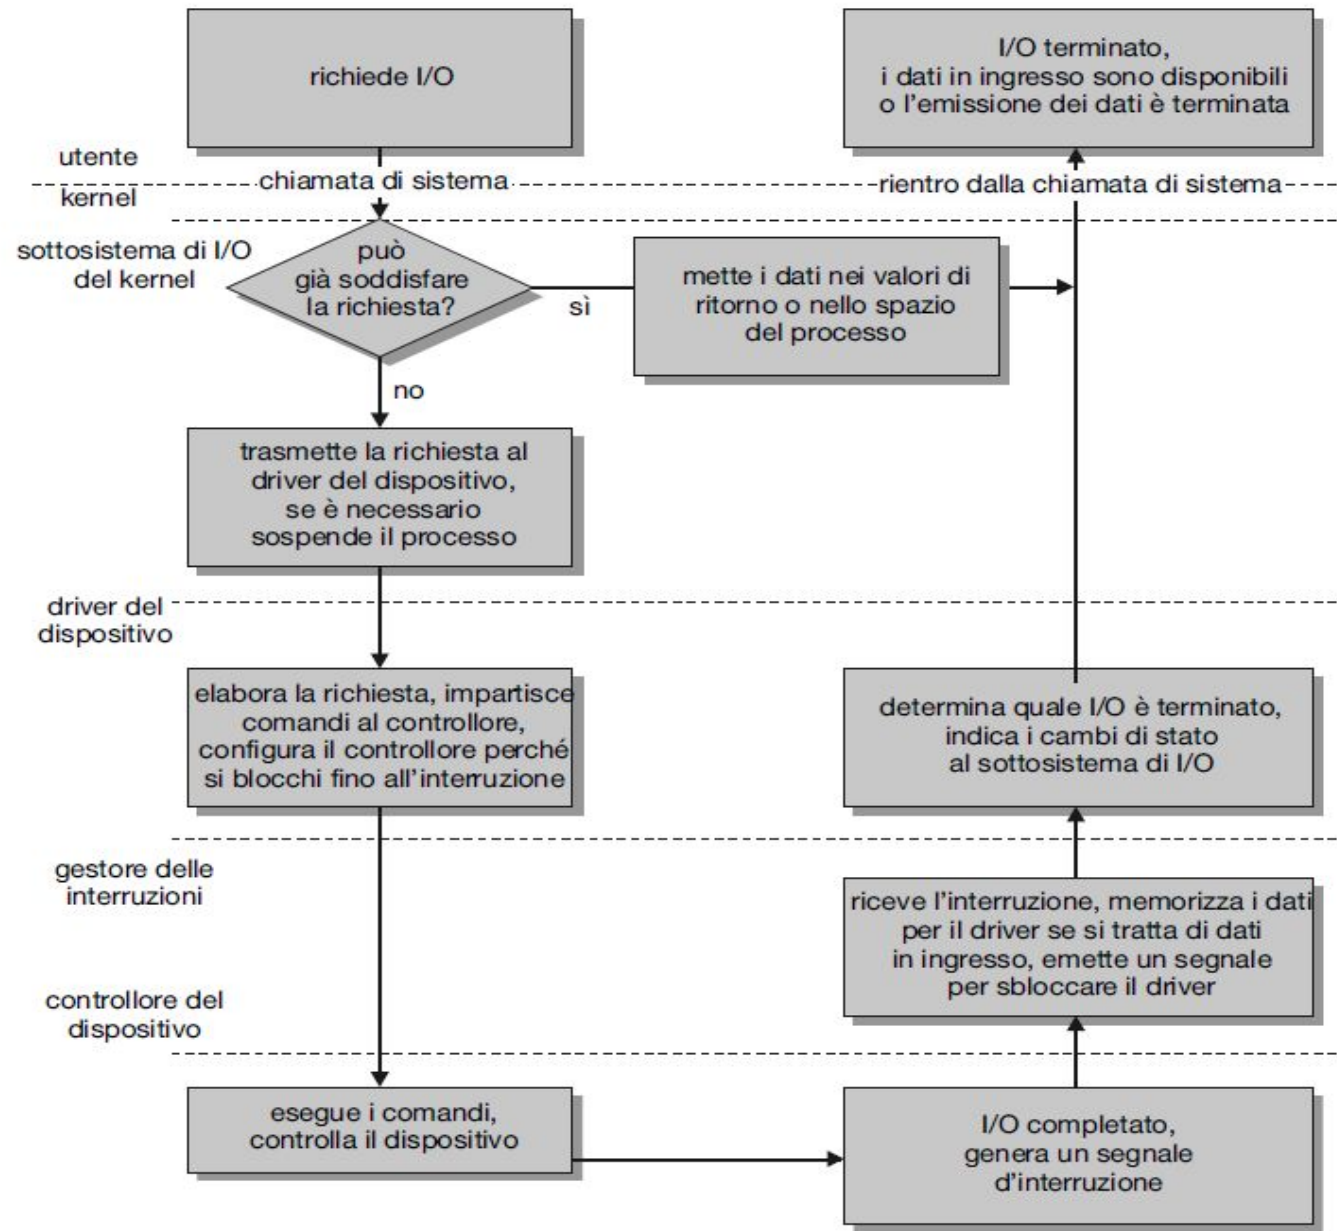 richiede I/O
I/O terminato,
i dati in ingresso sono disponibili
o l'emissione dei dati è terminata
utente
chiamata di sistema
rientro dalla chiamata di sistema
kernel
sottosistema di I/O
del kernel
può
già soddisfare
la richiesta?
sì
mette i dati nei valori di
ritorno o nello spazio
del processo
no
trasmette la richiesta al
driver del dispositivo,
se è necessario
sospende il processo
driver del
dispositivo
elabora la richiesta, impartisce
comandi al controllore,
configura il controllore perché
si blocchi fino all'interruzione
determina quale I/O è terminato,
indica i cambi di stato
al sottosistema di I/O
gestore delle
interruzioni
riceve l'interruzione, memorizza i dati
per il driver se si tratta di dati
in ingresso, emette un segnale
per sbloccare il driver
controllore del
dispositivo
esegue i comandi,
controlla il dispositivo
I/O completato,
genera un segnale
d'interruzione